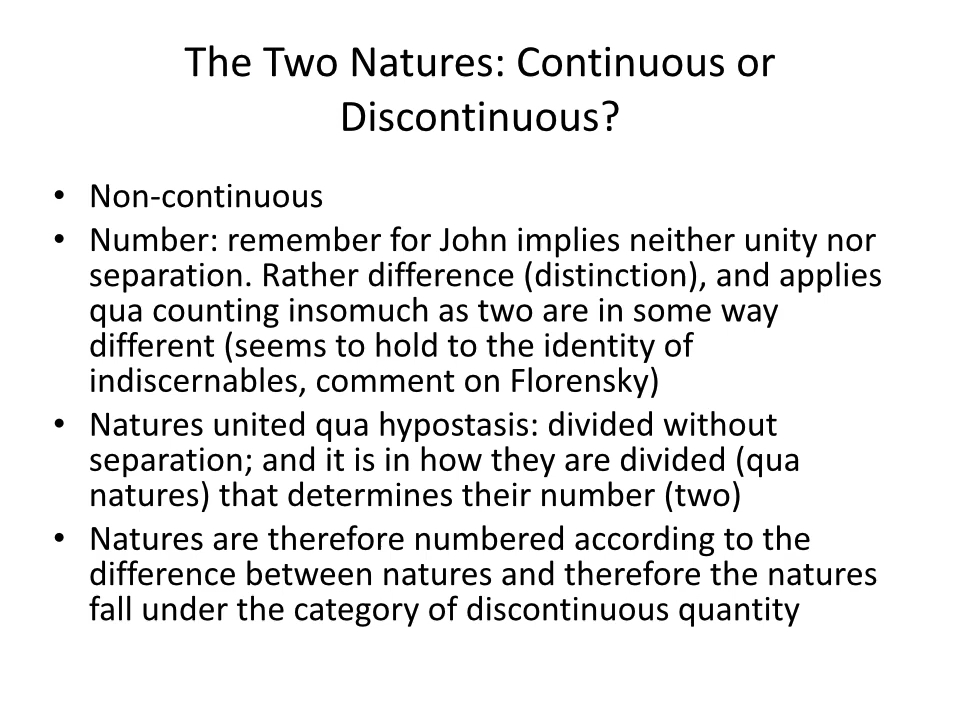 The Two Natures: Continuous or
Discontinuous?
• Non-continuous
• Number: remember for John implies neither unity nor
separation. Rather difference (distinction), and applies
qua counting insomuch as two are in some way
different (seems to hold to the identity of
indiscernables, comment on Florensky)
• Natures united qua hypostasis: divided without
separation; and it is in how they are divided (qua
natures) that determines their number (two)
• Natures are therefore numbered according to the
difference between natures and therefore the natures
fall under the category of discontinuous quantity